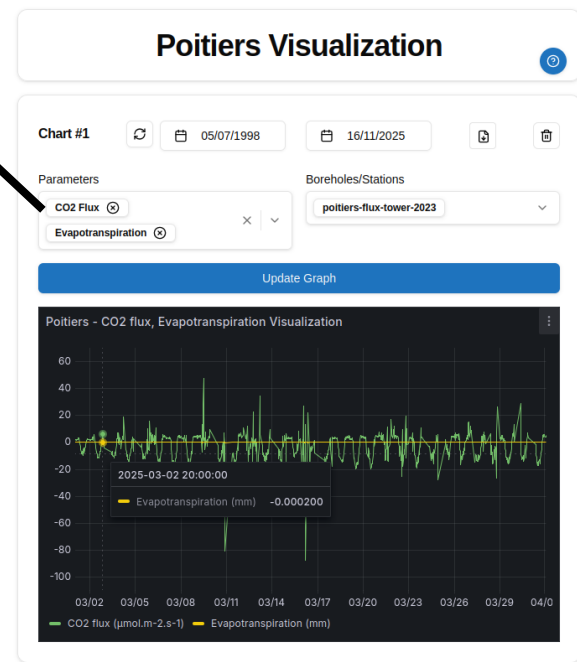 Poitiers Visualization
Chart #1
05/07/1998
16/11/2025
Parameters
Boreholes/Stations
CO2 Flux
Evapotranspiration
poitiers-flux-tower-2023
Update Graph
Poitiers - CO2 flux, Evapotranspiration Visualization
60
40
20
0
-20
-40
-60
-80
-100
2025-03-02 20:00:00
Evapotranspiration (mm) -0.000200
03/02 03/05 03/08 03/11 03/14 03/17 03/20 03/23 03/26 03/29 04/0
CO2 flux (µmol.m-2.s-1) Evapotranspiration (mm)